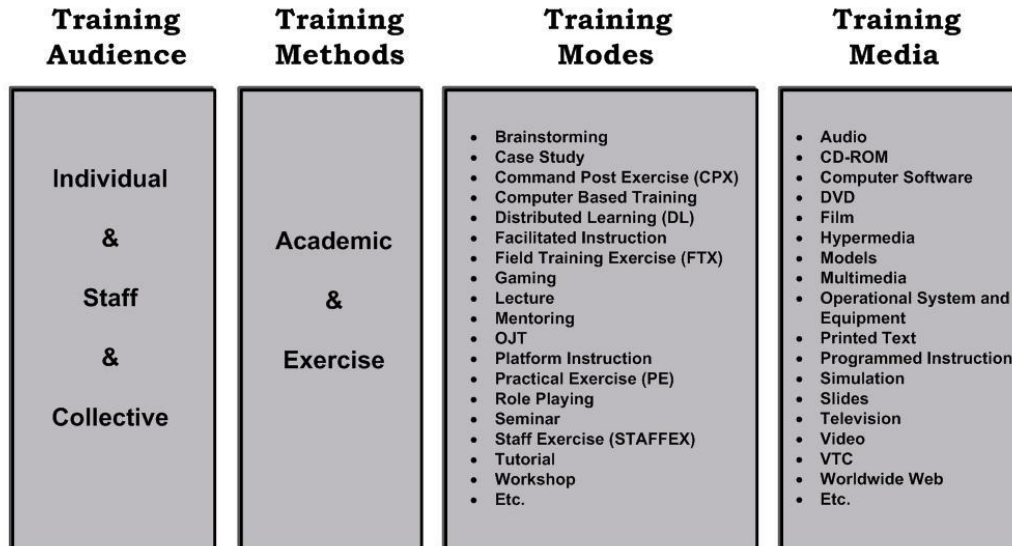 Training
Audience
Individual
&
Staff
&
Collective
Training
Methods
Academic
&
Exercise
Training
Modes
• Brainstorming
• Case Study
• Command Post Exercise (CPX)
• Computer Based Training
• Distributed Learning (DL)
• Facilitated Instruction
• Field Training Exercise (FTX)
• Gaming
• Lecture
• Mentoring
• OJT
• Platform Instruction
• Practical Exercise (PE)
• Role Playing
• Seminar
• Staff Exercise (STAFFEX)
• Tutorial
• Workshop
• Etc.
Training
Media
• Audio
• CD-ROM
• Computer Software
• DVD
• Film
• Hypermedia
• Models
• Multimedia
• Operational System and
Equipment
• Printed Text
• Programmed Instruction
• Simulation
• Slides
• Television
• Video
• VTC
• Worldwide Web
• Etc.